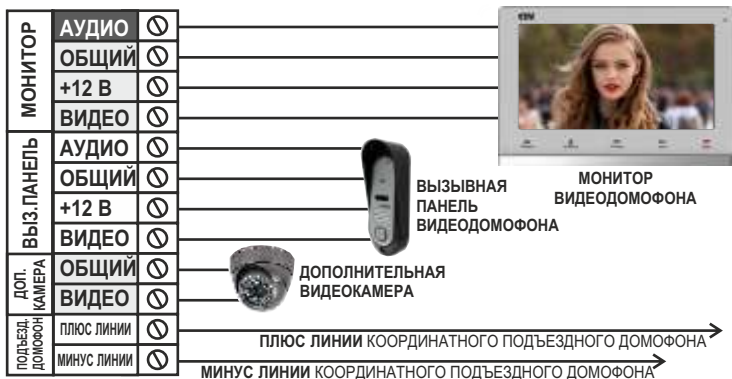 МОНИТОР
АУДИО
ОБЩИЙ
+12 В
ВИДЕО
ВЫЗ.ПАНЕЛЬ
АУДИО
ОБЩИЙ
+12 В
ВИДЕО
ДОП.
КАМЕРА
ОБЩИЙ
ВИДЕО
ПОДЪЕЗД.
ДОМОФОН
ПЛЮС ЛИНИИ
МИНУС ЛИНИИ
МОНИТОР
ВИДЕОДОМОФОНА
ВЫЗЫВНАЯ
ПАНЕЛЬ
ВИДЕОДОМОФОНА
ДОПОЛНИТЕЛЬНАЯ
ВИДЕОКАМЕРА
ПЛЮС ЛИНИИ КООРДИНАТНОГО ПОДЪЕЗДНОГО ДОМОФОНА
МИНУС ЛИНИИ КООРДИНАТНОГО ПОДЪЕЗДНОГО ДОМОФОНА